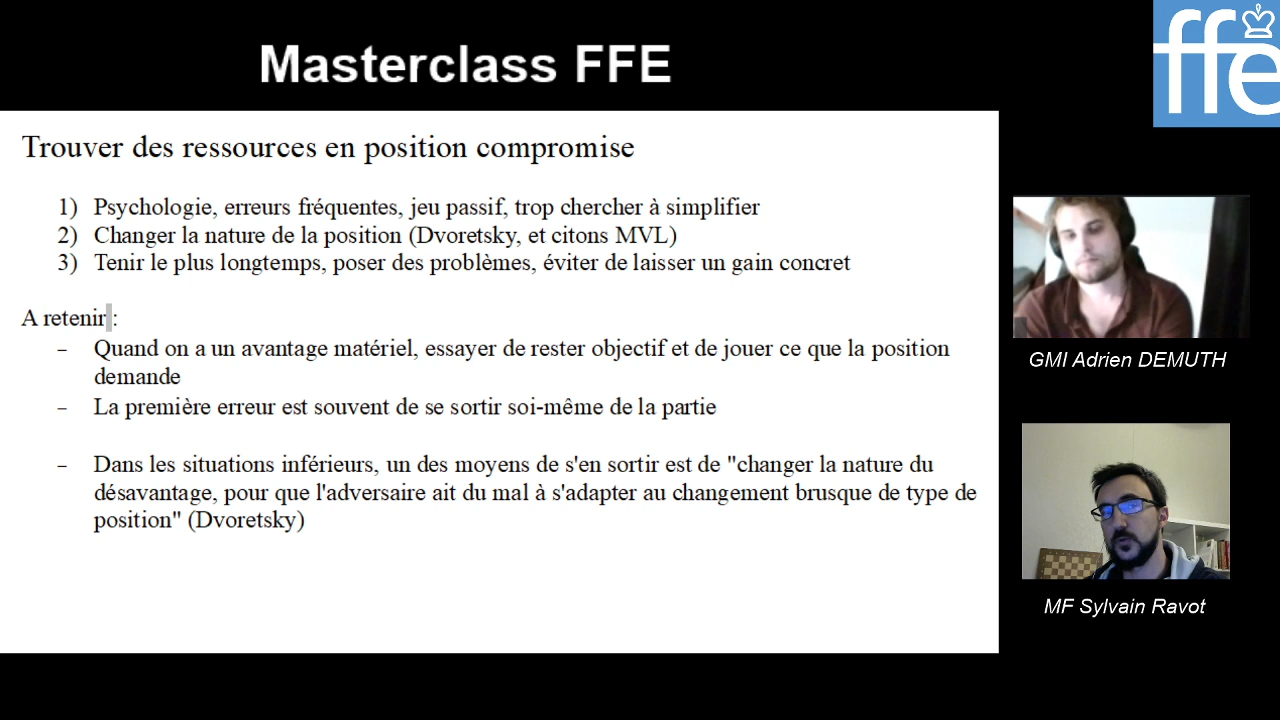 Masterclass FFE
ffe
Trouver des ressources en position compromise
1) Psychologie, erreurs fréquentes, jeu passif, trop chercher à simplifier
2) Changer la nature de la position (Dvoretsky, et citons MVL)
3) Tenir le plus longtemps, poser des problèmes, éviter de laisser un gain concret
A retenir :
– Quand on a un avantage matériel, essayer de rester objectif et de jouer ce que la position
demande
– La première erreur est souvent de se sortir soi-même de la partie
– Dans les situations inférieurs, un des moyens de s'en sortir est de "changer la nature du
désavantage, pour que l'adversaire ait du mal à s'adapter au changement brusque de type de
position" (Dvoretsky)
GMI Adrien DEMUTH
MF Sylvain Ravot